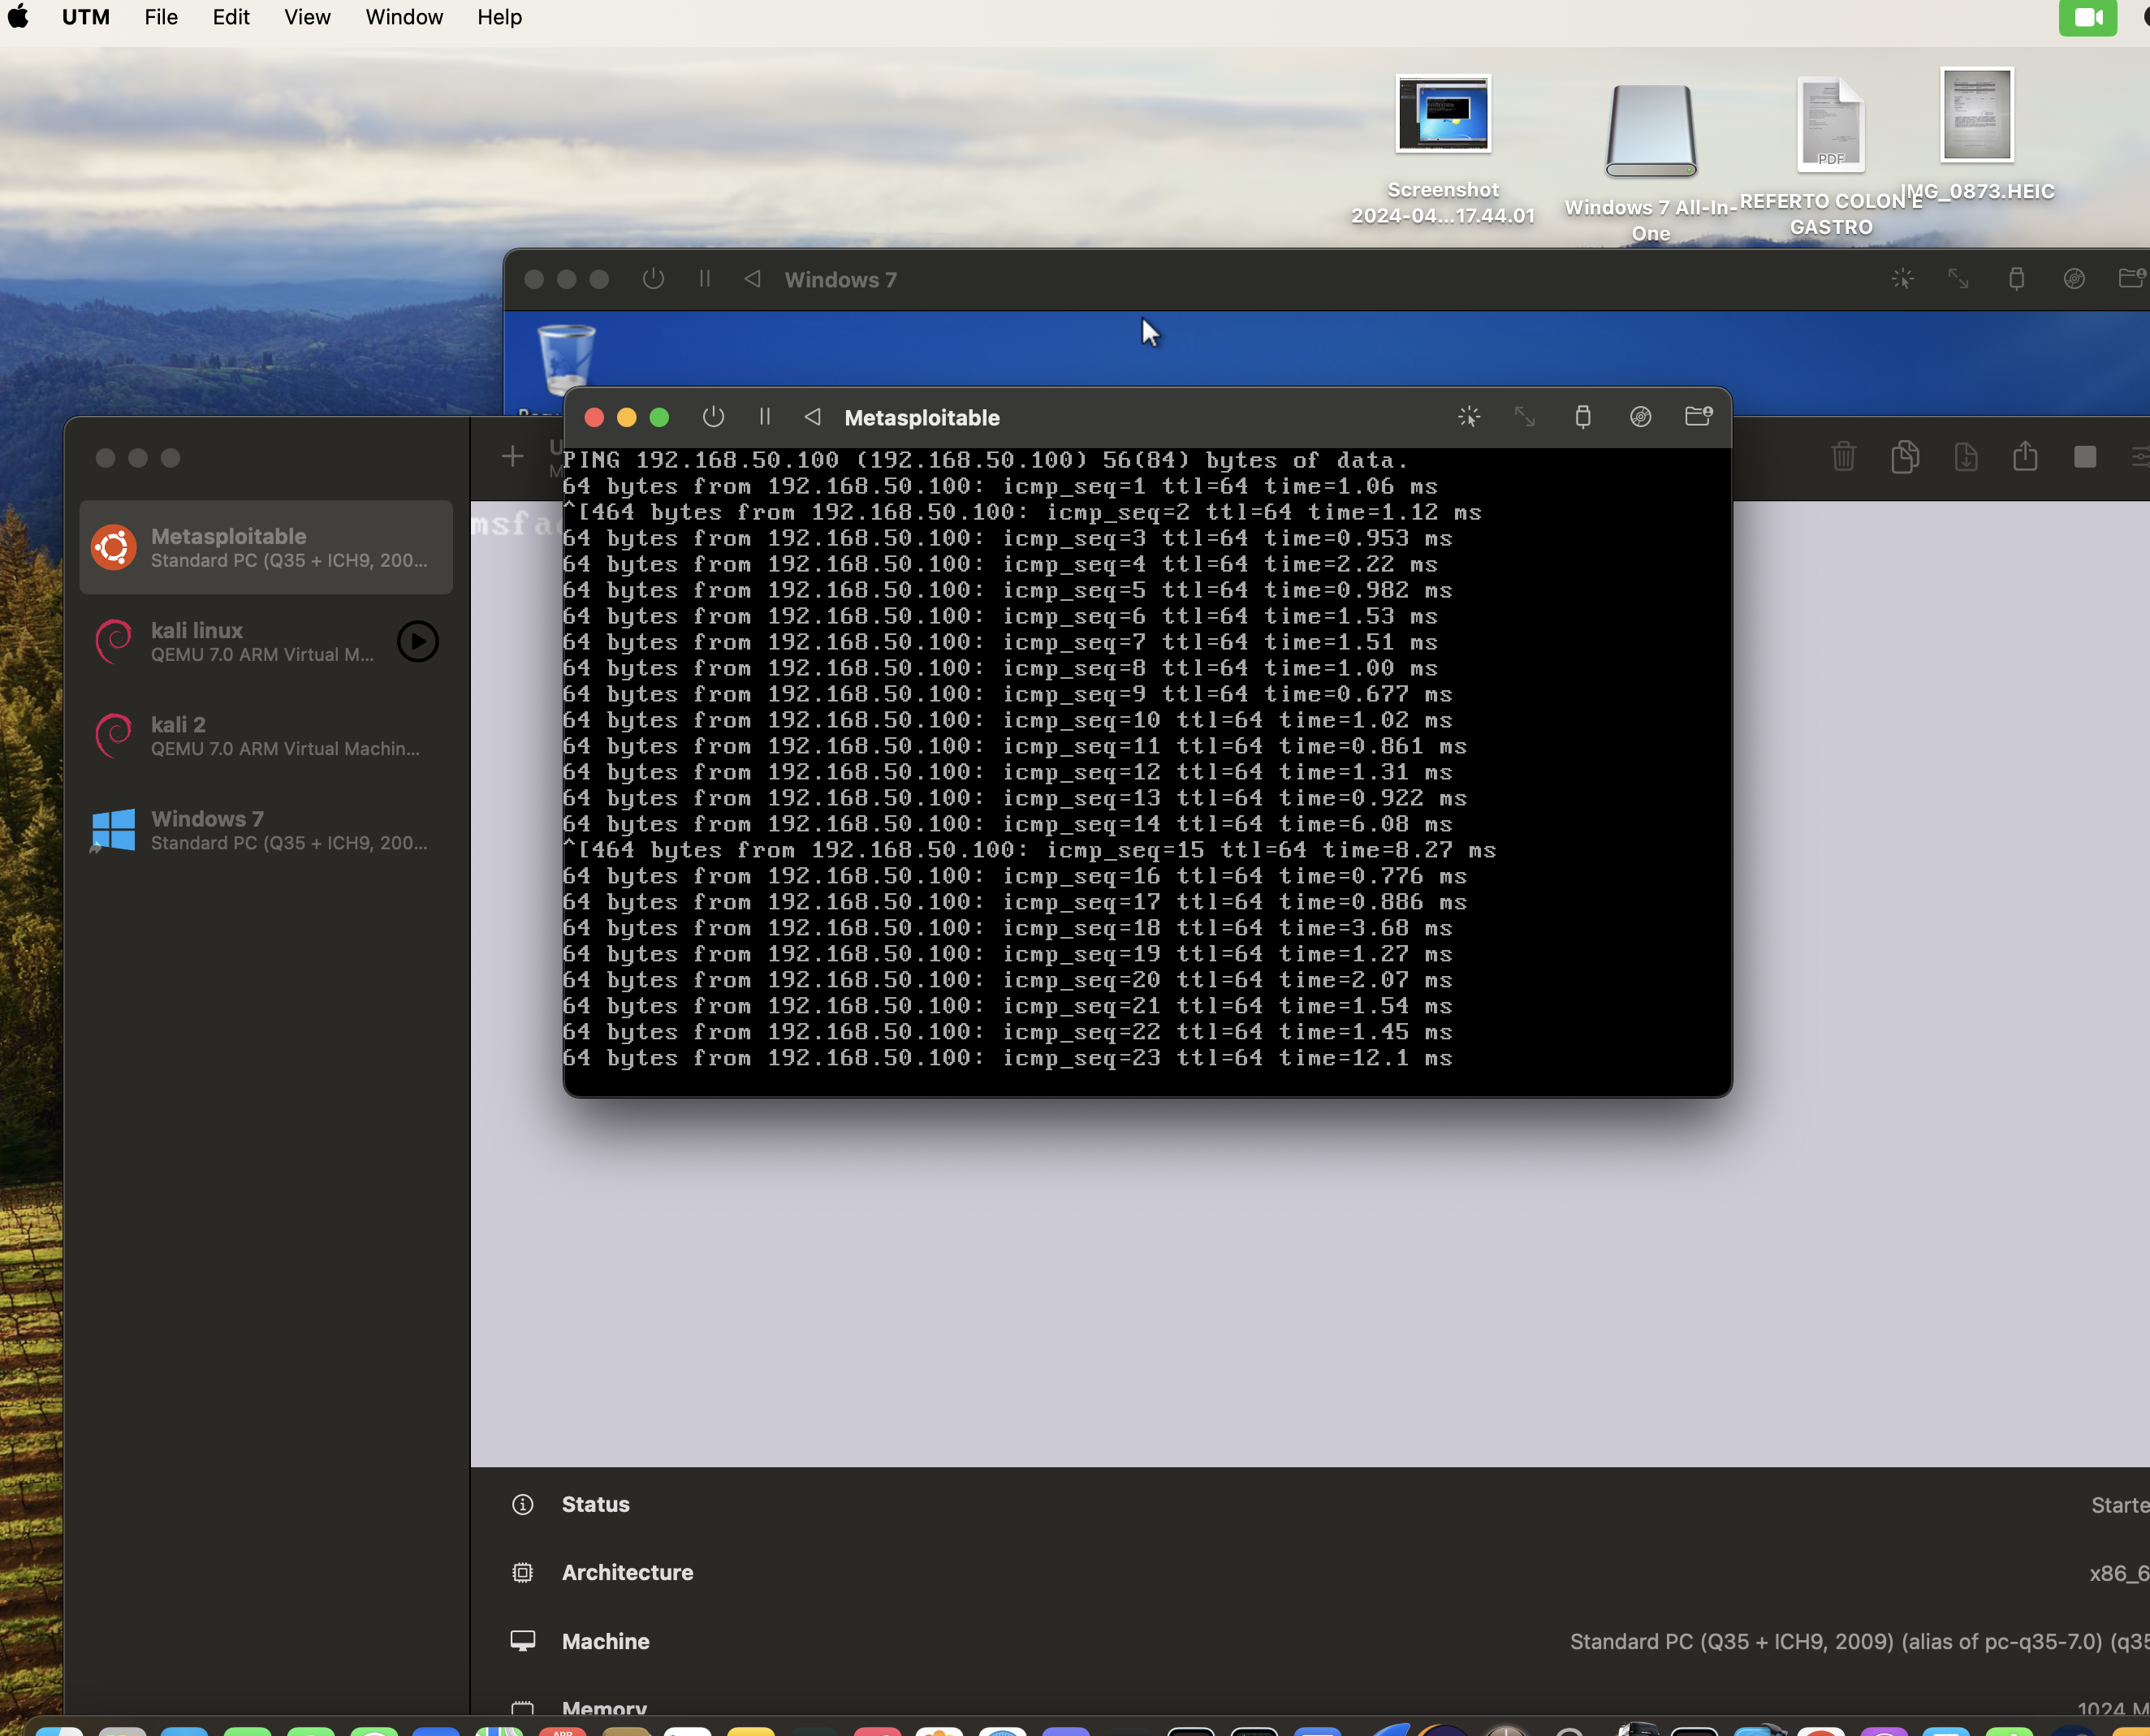 UTM File Edit View Window Help
Screenshot
2024-04...17.44.01
Windows 7 All-In-
One
PDF
REFERTO COLON E
GASTRO
IMG_0873.HEIC
Windows 7
Metasploitable
PING 192.168.50.100 (192.168.50.100) 56(84) bytes of data.
64 bytes from 192.168.50.100: icmp_seq=1 ttl=64 time=1.06 ms
^[464 bytes from 192.168.50.100: icmp_seq=2 ttl=64 time=1.12 ms
64 bytes from 192.168.50.100: icmp_seq=3 ttl=64 time=0.953 ms
64 bytes from 192.168.50.100: icmp_seq=4 ttl=64 time=2.22 ms
64 bytes from 192.168.50.100: icmp_seq=5 ttl=64 time=0.982 ms
64 bytes from 192.168.50.100: icmp_seq=6 ttl=64 time=1.53 ms
64 bytes from 192.168.50.100: icmp_seq=7 ttl=64 time=1.51 ms
64 bytes from 192.168.50.100: icmp_seq=8 ttl=64 time=1.00 ms
64 bytes from 192.168.50.100: icmp_seq=9 ttl=64 time=0.677 ms
64 bytes from 192.168.50.100: icmp_seq=10 ttl=64 time=1.02 ms
64 bytes from 192.168.50.100: icmp_seq=11 ttl=64 time=0.861 ms
64 bytes from 192.168.50.100: icmp_seq=12 ttl=64 time=1.31 ms
64 bytes from 192.168.50.100: icmp_seq=13 ttl=64 time=0.922 ms
64 bytes from 192.168.50.100: icmp_seq=14 ttl=64 time=6.08 ms
^[464 bytes from 192.168.50.100: icmp_seq=15 ttl=64 time=8.27 ms
64 bytes from 192.168.50.100: icmp_seq=16 ttl=64 time=0.776 ms
64 bytes from 192.168.50.100: icmp_seq=17 ttl=64 time=0.886 ms
64 bytes from 192.168.50.100: icmp_seq=18 ttl=64 time=3.68 ms
64 bytes from 192.168.50.100: icmp_seq=19 ttl=64 time=1.27 ms
64 bytes from 192.168.50.100: icmp_seq=20 ttl=64 time=2.07 ms
64 bytes from 192.168.50.100: icmp_seq=21 ttl=64 time=1.54 ms
64 bytes from 192.168.50.100: icmp_seq=22 ttl=64 time=1.45 ms
64 bytes from 192.168.50.100: icmp_seq=23 ttl=64 time=12.1 ms
Metasploitable
Standard PC (Q35 + ICH9, 200...
kali linux
QEMU 7.0 ARM Virtual M...
kali 2
QEMU 7.0 ARM Virtual Machin...
Windows 7
Standard PC (Q35 + ICH9, 200...
msfa
Status Starte
Architecture x86_6
Machine Standard PC (Q35 + ICH9, 2009) (alias of pc-q35-7.0) (q35
Memory 1024 M